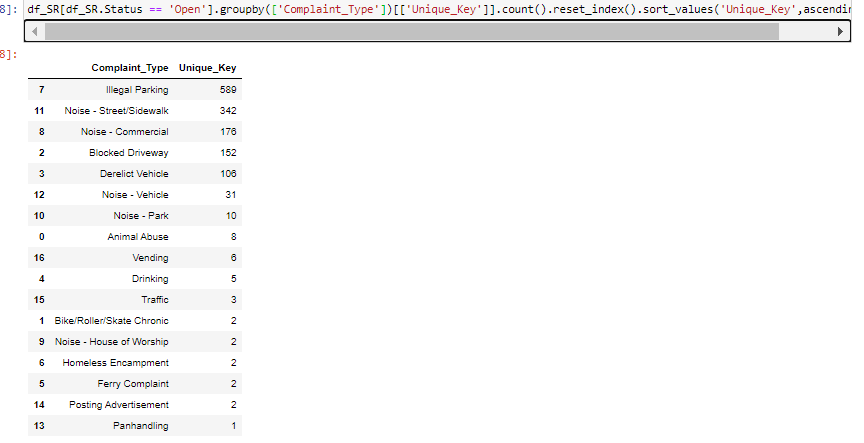 8]: df_SR[df_SR.Status == 'Open'].groupby(['Complaint_Type'])[['Unique_Key']].count().reset_index().sort_values('Unique_Key',ascendin
8]:
Complaint_Type Unique_Key
7 Illegal Parking 589
11 Noise - Street/Sidewalk 342
8 Noise - Commercial 176
2 Blocked Driveway 152
3 Derelict Vehicle 106
12 Noise - Vehicle 31
10 Noise - Park 10
0 Animal Abuse 8
16 Vending 6
4 Drinking 5
15 Traffic 3
1 Bike/Roller/Skate Chronic 2
9 Noise - House of Worship 2
6 Homeless Encampment 2
5 Ferry Complaint 2
14 Posting Advertisement 2
13 Panhandling 1